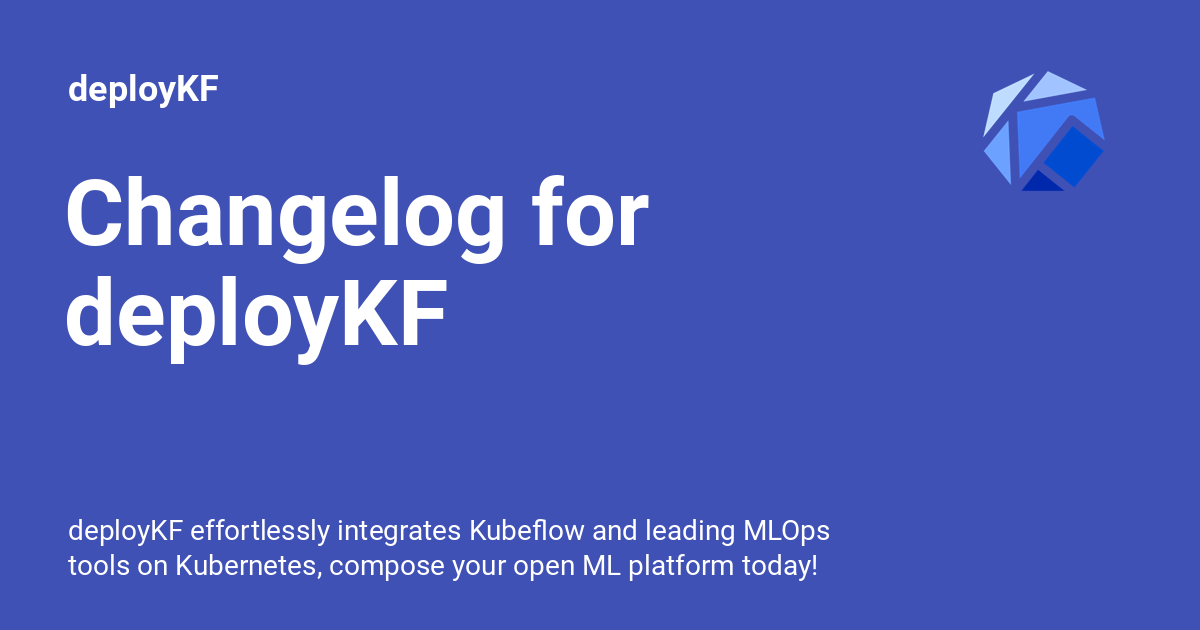 deployKF
Changelog for
deployKF
deployKF effortlessly integrates Kubeflow and leading MLOps
tools on Kubernetes, compose your open ML platform today!